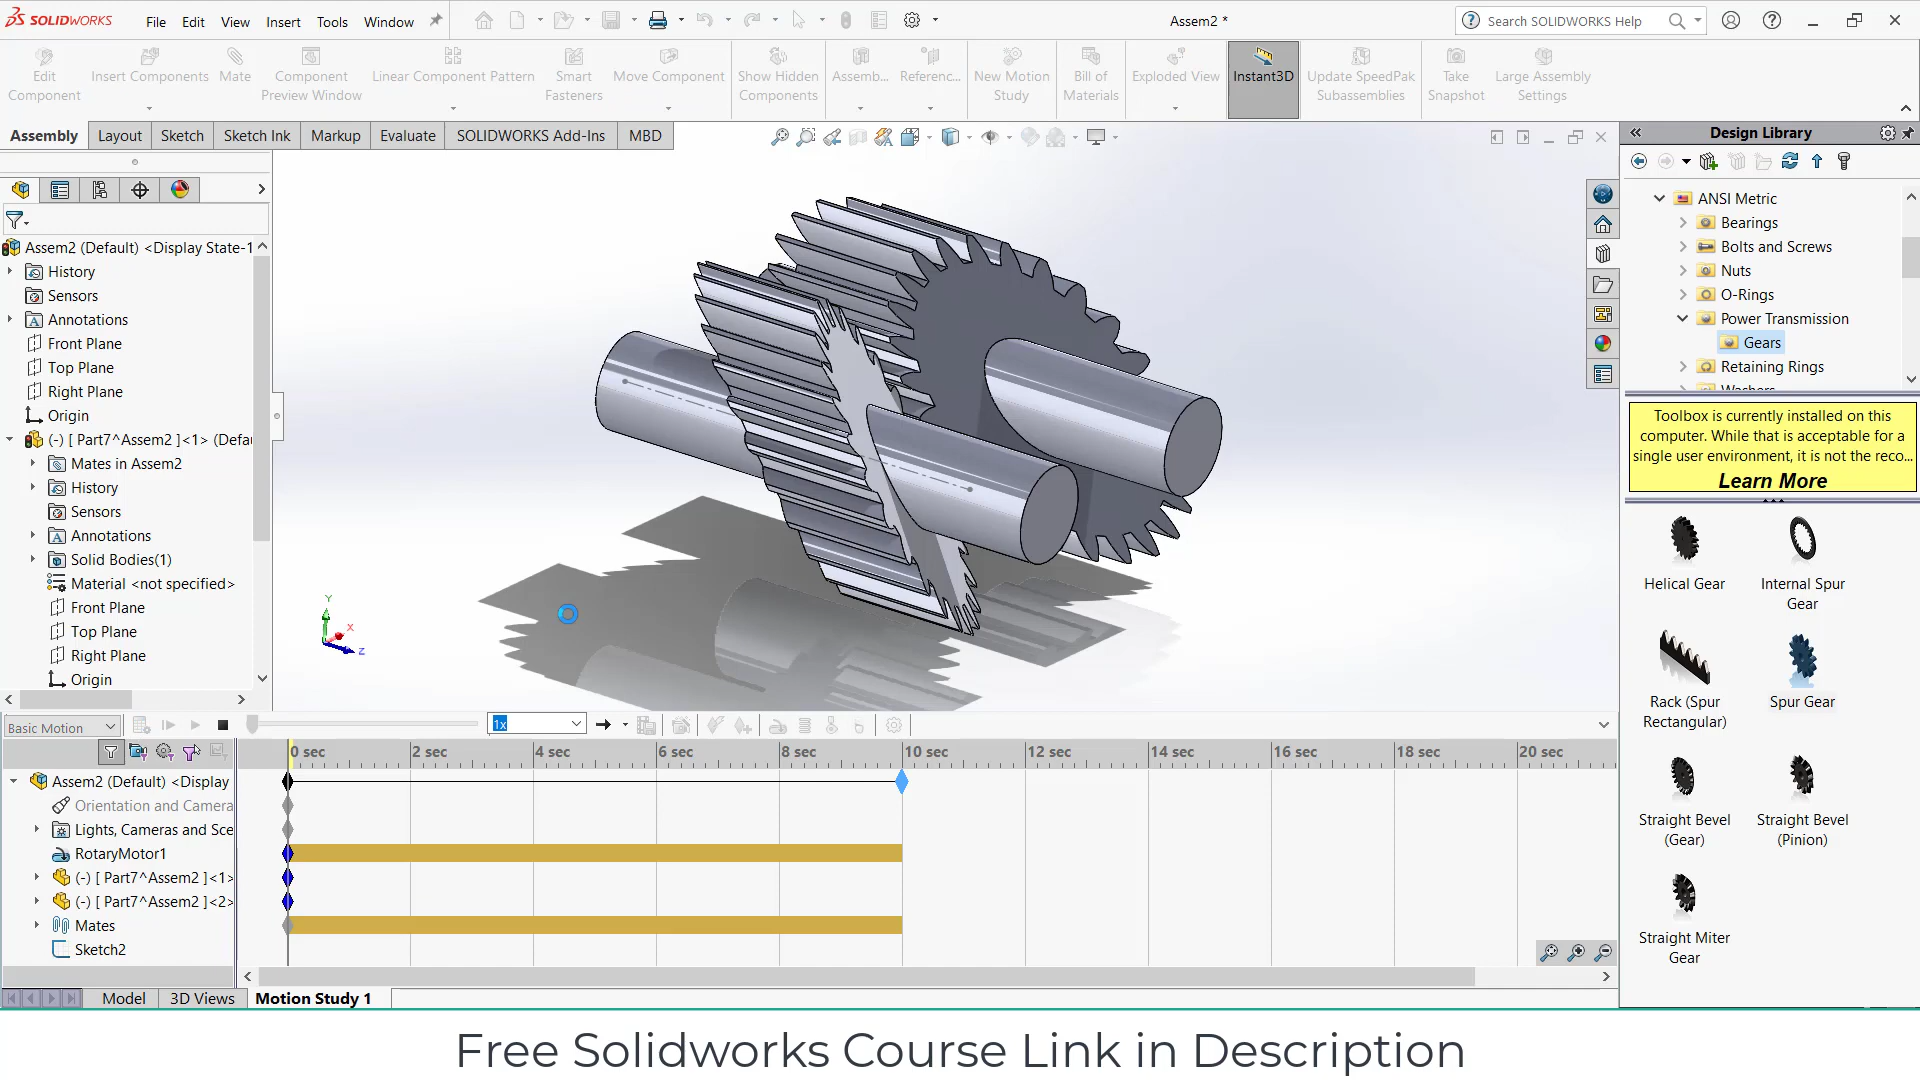 SOLIDWORKS File Edit View Insert Tools Window Assem2 * Search SOLIDWORKS Help
Edit Component
Insert Components
Mate
Component Preview Window
Linear Component Pattern
Smart Fasteners
Move Component
Show Hidden Components
Assemb...
Referenc...
New Motion Study
Bill of Materials
Exploded View
Instant3D
Update SpeedPak Subassemblies
Take Snapshot
Large Assembly Settings
Assembly Layout Sketch Sketch Ink Markup Evaluate SOLIDWORKS Add-Ins MBD
Assem2 (Default) <Display State-1
History
Sensors
Annotations
Front Plane
Top Plane
Right Plane
Origin
(-) [ Part7^Assem2 ]<1> (Defau
Mates in Assem2
History
Sensors
Annotations
Solid Bodies(1)
Material <not specified>
Front Plane
Top Plane
Right Plane
Origin
Y
X
Z
Design Library
ANSI Metric
Bearings
Bolts and Screws
Nuts
O-Rings
Power Transmission
Gears
Retaining Rings
Washers
Toolbox is currently installed on this
computer. While that is acceptable for a
single user environment, it is not the reco...
Learn More
Helical Gear
Internal Spur Gear
Rack (Spur Rectangular)
Spur Gear
Straight Bevel (Gear)
Straight Bevel (Pinion)
Straight Miter Gear
Basic Motion 1x
0 sec 2 sec 4 sec 6 sec 8 sec 10 sec 12 sec 14 sec 16 sec 18 sec 20 sec
Assem2 (Default) <Display
Orientation and Camera
Lights, Cameras and Sce
RotaryMotor1
(-) [ Part7^Assem2 ]<1>
(-) [ Part7^Assem2 ]<2>
Mates
Sketch2
Model 3D Views Motion Study 1
Free Solidworks Course Link in Description